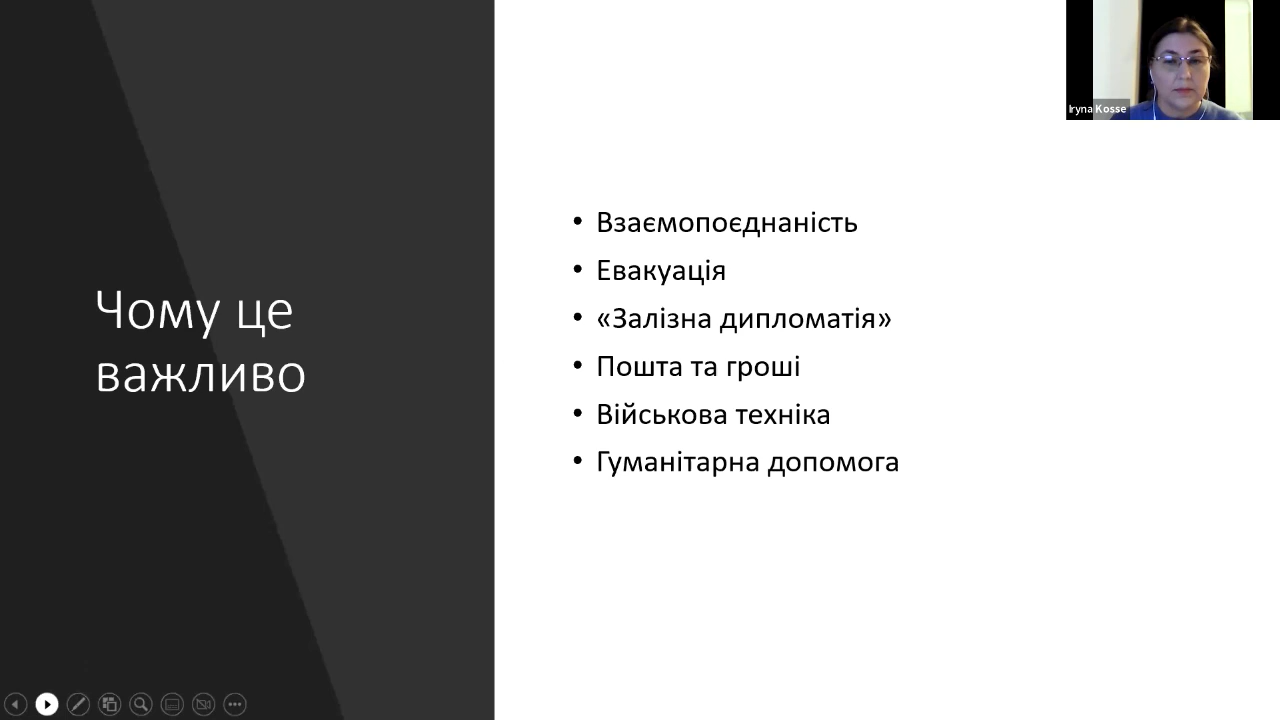 Iryna Kosse
Чому це
важливо
• Взаємопоєднаність
• Евакуація
• «Залізна дипломатія»
• Пошта та гроші
• Військова техніка
• Гуманітарна допомога